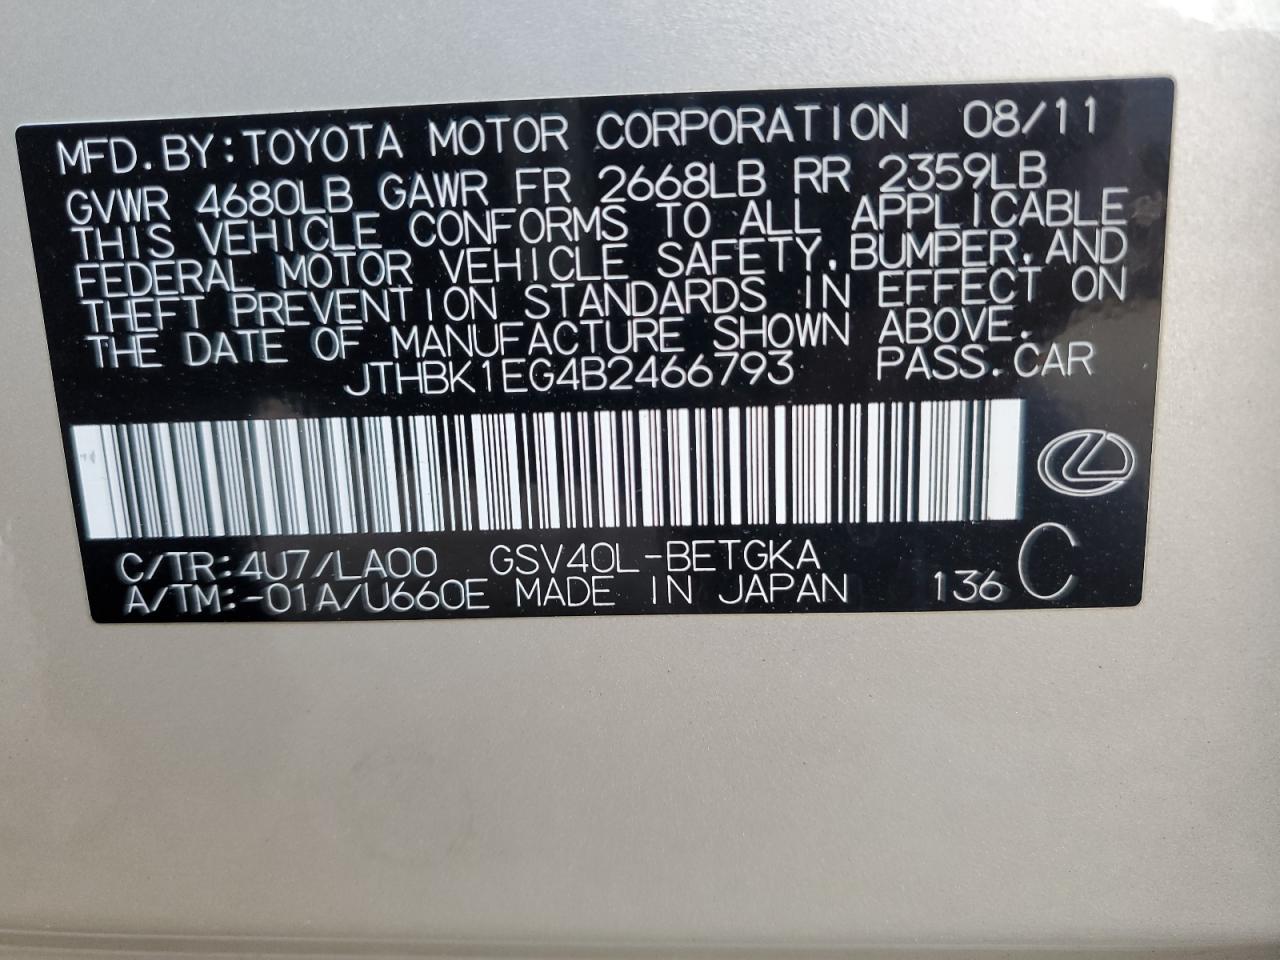 MFD.BY:TOYOTA MOTOR CORPORATION 08/11
GVWR 4680LB GAWR FR 2668LB RR 2359LB
THIS VEHICLE CONFORMS TO ALL APPLICABLE
FEDERAL MOTOR VEHICLE SAFETY,BUMPER,AND
THEFT PREVENTION STANDARDS IN EFFECT ON
THE DATE OF MANUFACTURE SHOWN ABOVE.
JTHBK1EG4B2466793 PASS.CAR
C/TR:4U7/LA00 GSV40L-BETGKA
A/TM:-01A/U660E MADE IN JAPAN 136 C